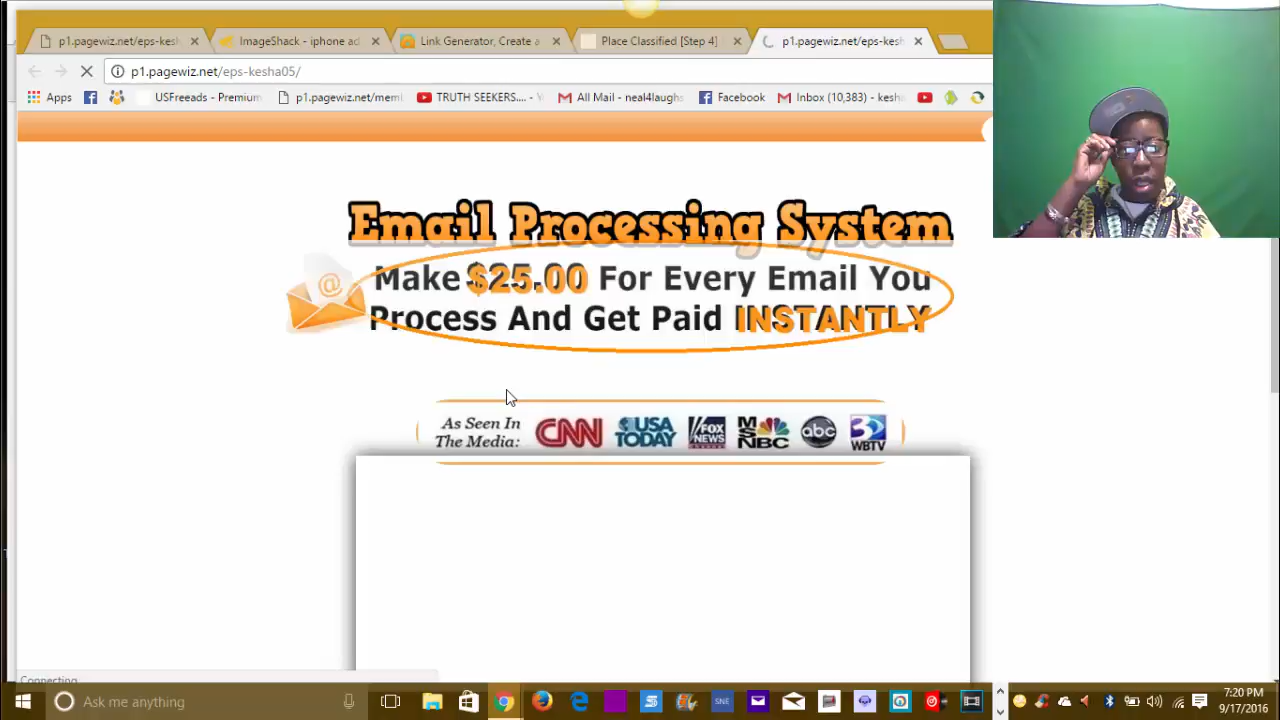 p1.pagewiz.net/eps-kesh
ImageShack - iphone ad
Link Generator, Create a
Place Classified [Step 4]
p1.pagewiz.net/eps-kesh
p1.pagewiz.net/eps-kesha05/
Apps
USFreeads - Premium
p1.pagewiz.net/mem
TRUTH SEEKERS....
All Mail - neal4laughs
Facebook
Inbox (10,383) - kesh
Email Processing System
Make $25.00 For Every Email You
Process And Get Paid INSTANTLY
As Seen In
The Media:
CNN
USA
TODAY
FOX
NEWS
MSNBC
abc
3
WBTV
Connecting
Ask me anything
SNE
7:20 PM
9/17/2016